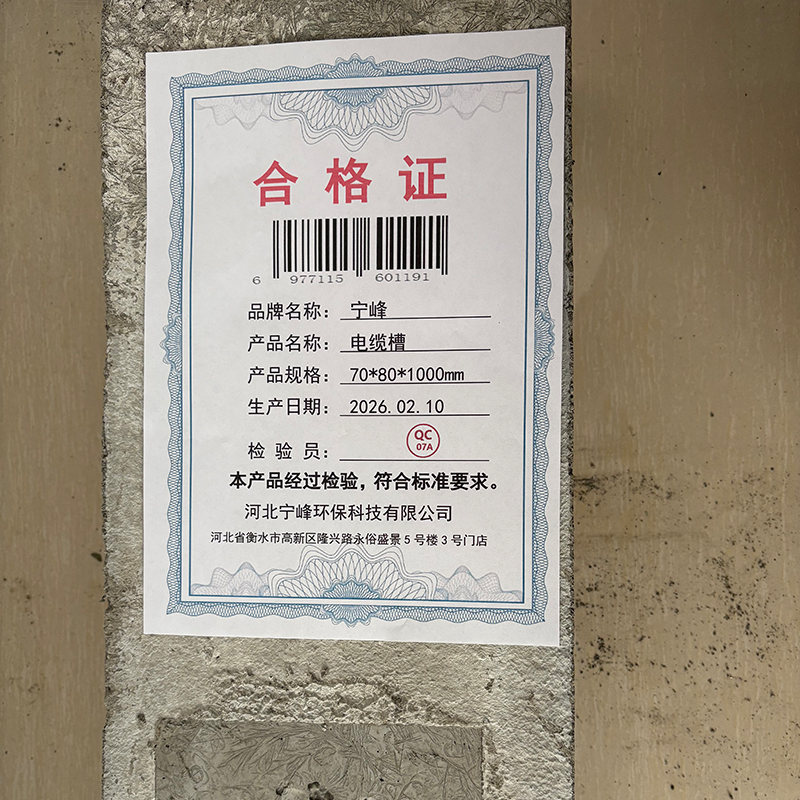 合格证
6 977115 601191
品牌名称： 宁峰
产品名称： 电缆槽
产品规格： 70*80*1000mm
生产日期： 2026.02.10
检 验 员： QC 07A
本产品经过检验，符合标准要求。
河北宁峰环保科技有限公司
河北省衡水市高新区隆兴路永俗盛景5号楼3号门店